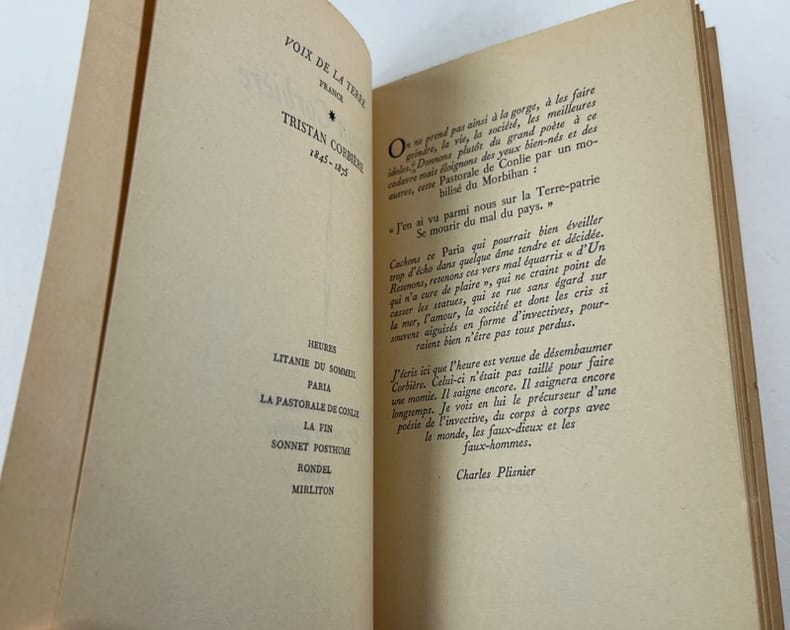 VOIX DE LA TERRE
FRANCE
*
TRISTAN CORBIÈRE
1845-1875
HEURES
LITANIE DU SOMMEIL
PARIA
LA PASTORALE DE CONLIE
LA FIN
SONNET POSTHUME
RONDEL
MIRLITON
On ne prend pas ainsi à la gorge, à les faire
geindre, la vie, la société, les meilleures
idoles. Donnons plutôt du grand poète à ce
cadavre mais éloignons des yeux bien-nés et des
autres, cette Pastorale de Conlie par un mo-
bilisé du Morbihan :
« J'en ai vu parmi nous sur la Terre-patrie
Se mourir du mal du pays. »
Cachons ce Paria qui pourrait bien éveiller
trop d'écho dans quelque âme tendre et décidée.
Retenons, retenons ces vers mal équarris « d'Un
qui n'a cure de plaire », qui ne craint point de
casser les statues, qui se rue sans égard sur
la mer, l'amour, la société et dont les cris si
souvent aiguisés en forme d'invectives, pour-
raient bien n'être pas tous perdus.
J'écris ici que l'heure est venue de désembaumer
Corbière. Celui-ci n'était pas taillé pour faire
une momie. Il saigne encore. Il saignera encore
longtemps. Je vois en lui le précurseur d'une
poésie de l'invective, du corps à corps avec
le monde, les faux-dieux et les
faux-hommes.
Charles Plisnier